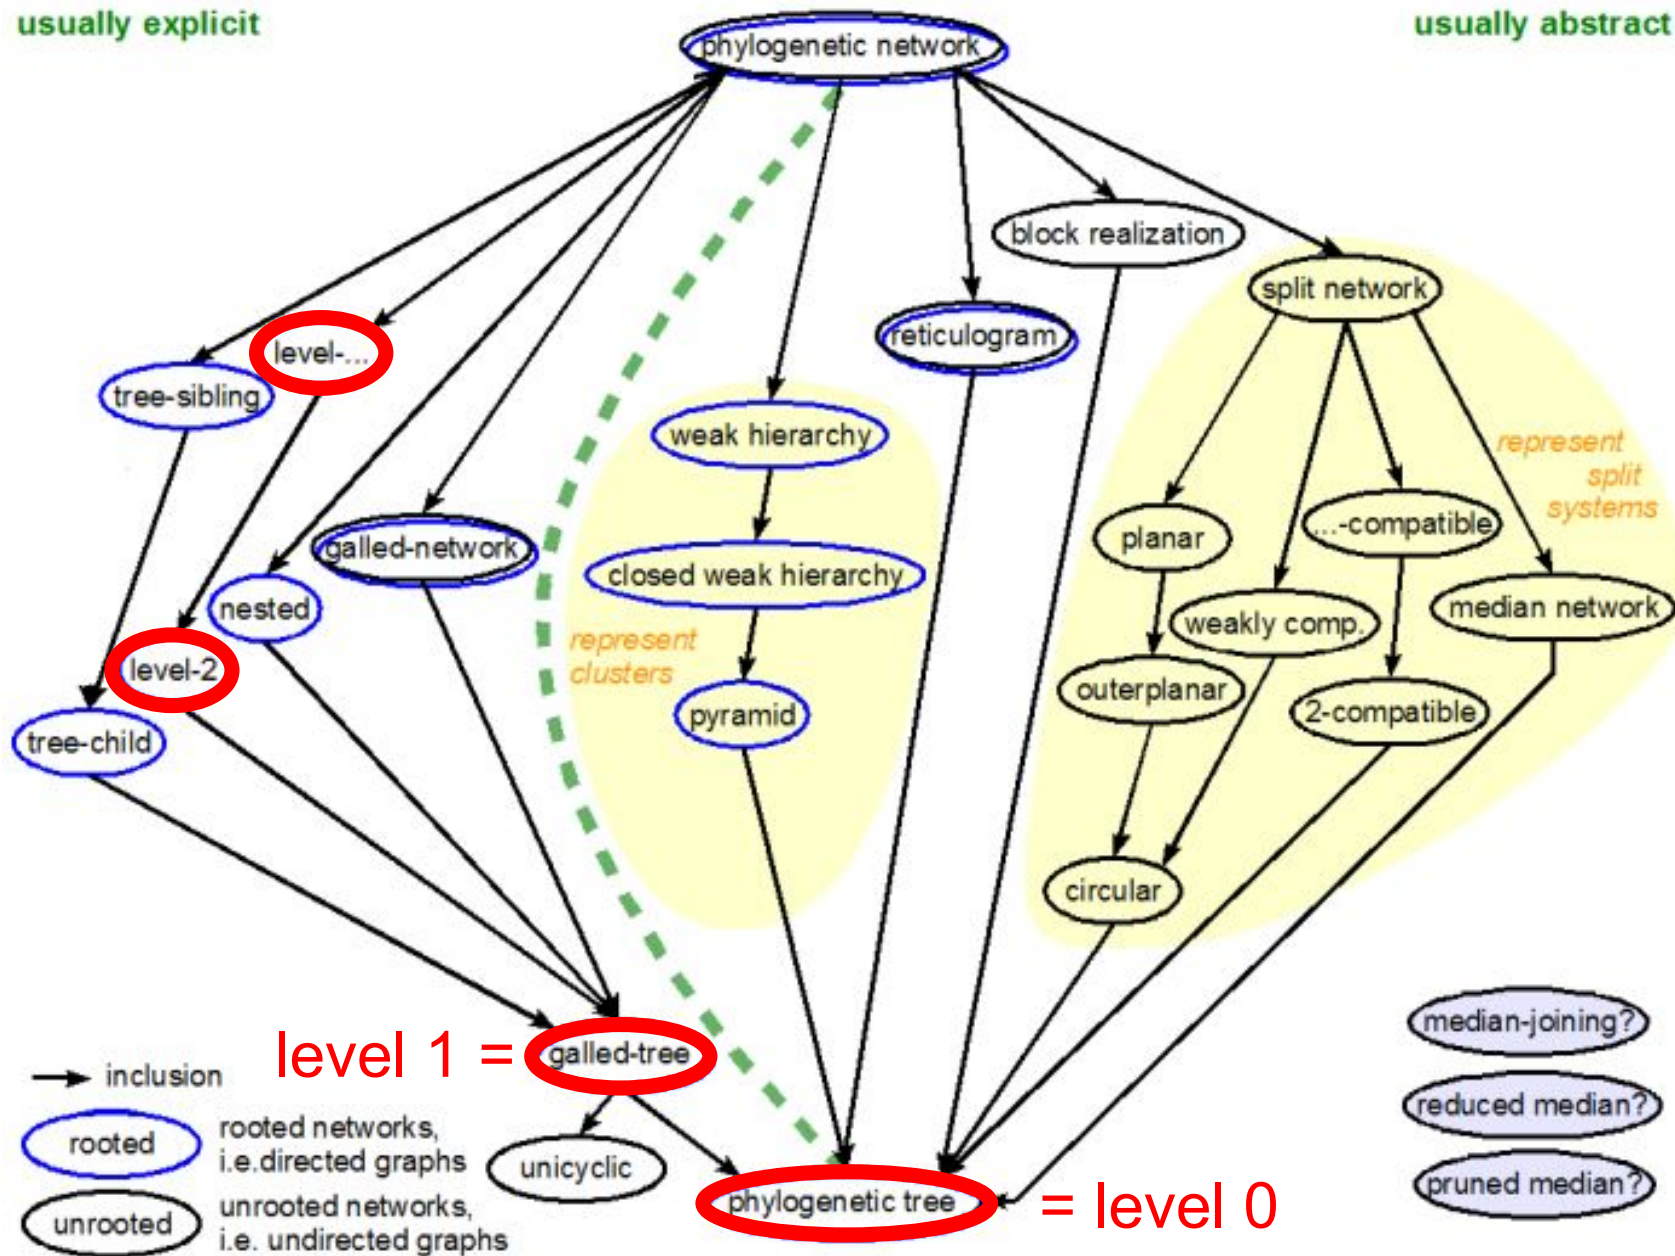 usually explicit
usually abstract
phylogenetic network
block realization
split network
reticulogram
level-...
tree-sibling
weak hierarchy
represent
split
systems
planar
...-compatible
galled-network
closed weak hierarchy
nested
weakly comp.
median network
represent
clusters
level-2
outerplanar
2-compatible
pyramid
tree-child
circular
median-joining?
level 1 =
galled-tree
inclusion
reduced median?
rooted
rooted networks,
i.e.directed graphs
unicyclic
pruned median?
phylogenetic tree
= level 0
unrooted
unrooted networks,
i.e. undirected graphs